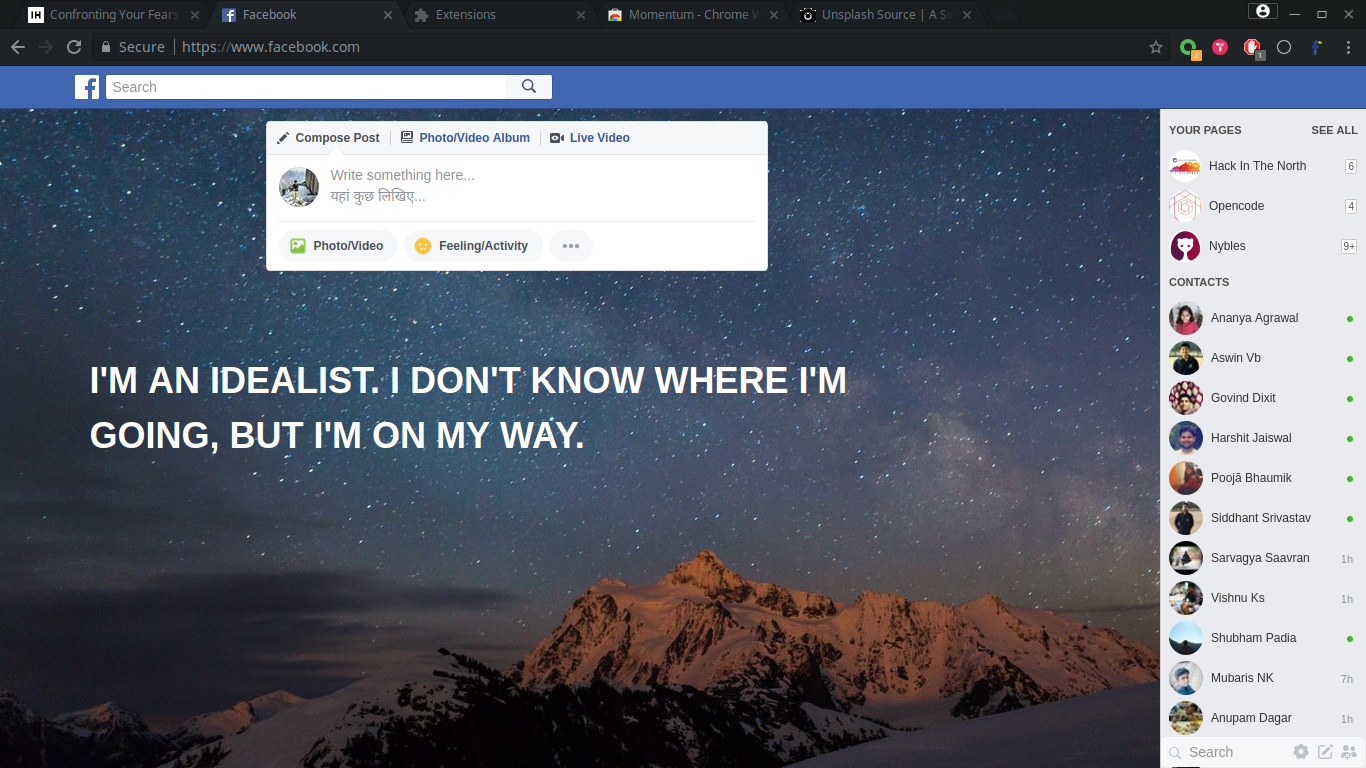 Confronting Your Fears
Facebook
Extensions
Momentum - Chrome W
Unsplash Source | A Si
Secure
https://www.facebook.com
2
1
Search
Compose Post
Photo/Video Album
Live Video
Write something here...
यहां कुछ लिखिए...
Photo/Video
Feeling/Activity
I'M AN IDEALIST. I DON'T KNOW WHERE I'M
GOING, BUT I'M ON MY WAY.
YOUR PAGES SEE ALL
Hack In The North 6
Opencode 4
Nybles 9+
CONTACTS
Ananya Agrawal
Aswin Vb
Govind Dixit
Harshit Jaiswal
Poojā Bhaumik
Siddhant Srivastav
Sarvagya Saavran 1h
Vishnu Ks 1h
Shubham Padia
Mubaris NK 7h
Anupam Dagar 1h
Search